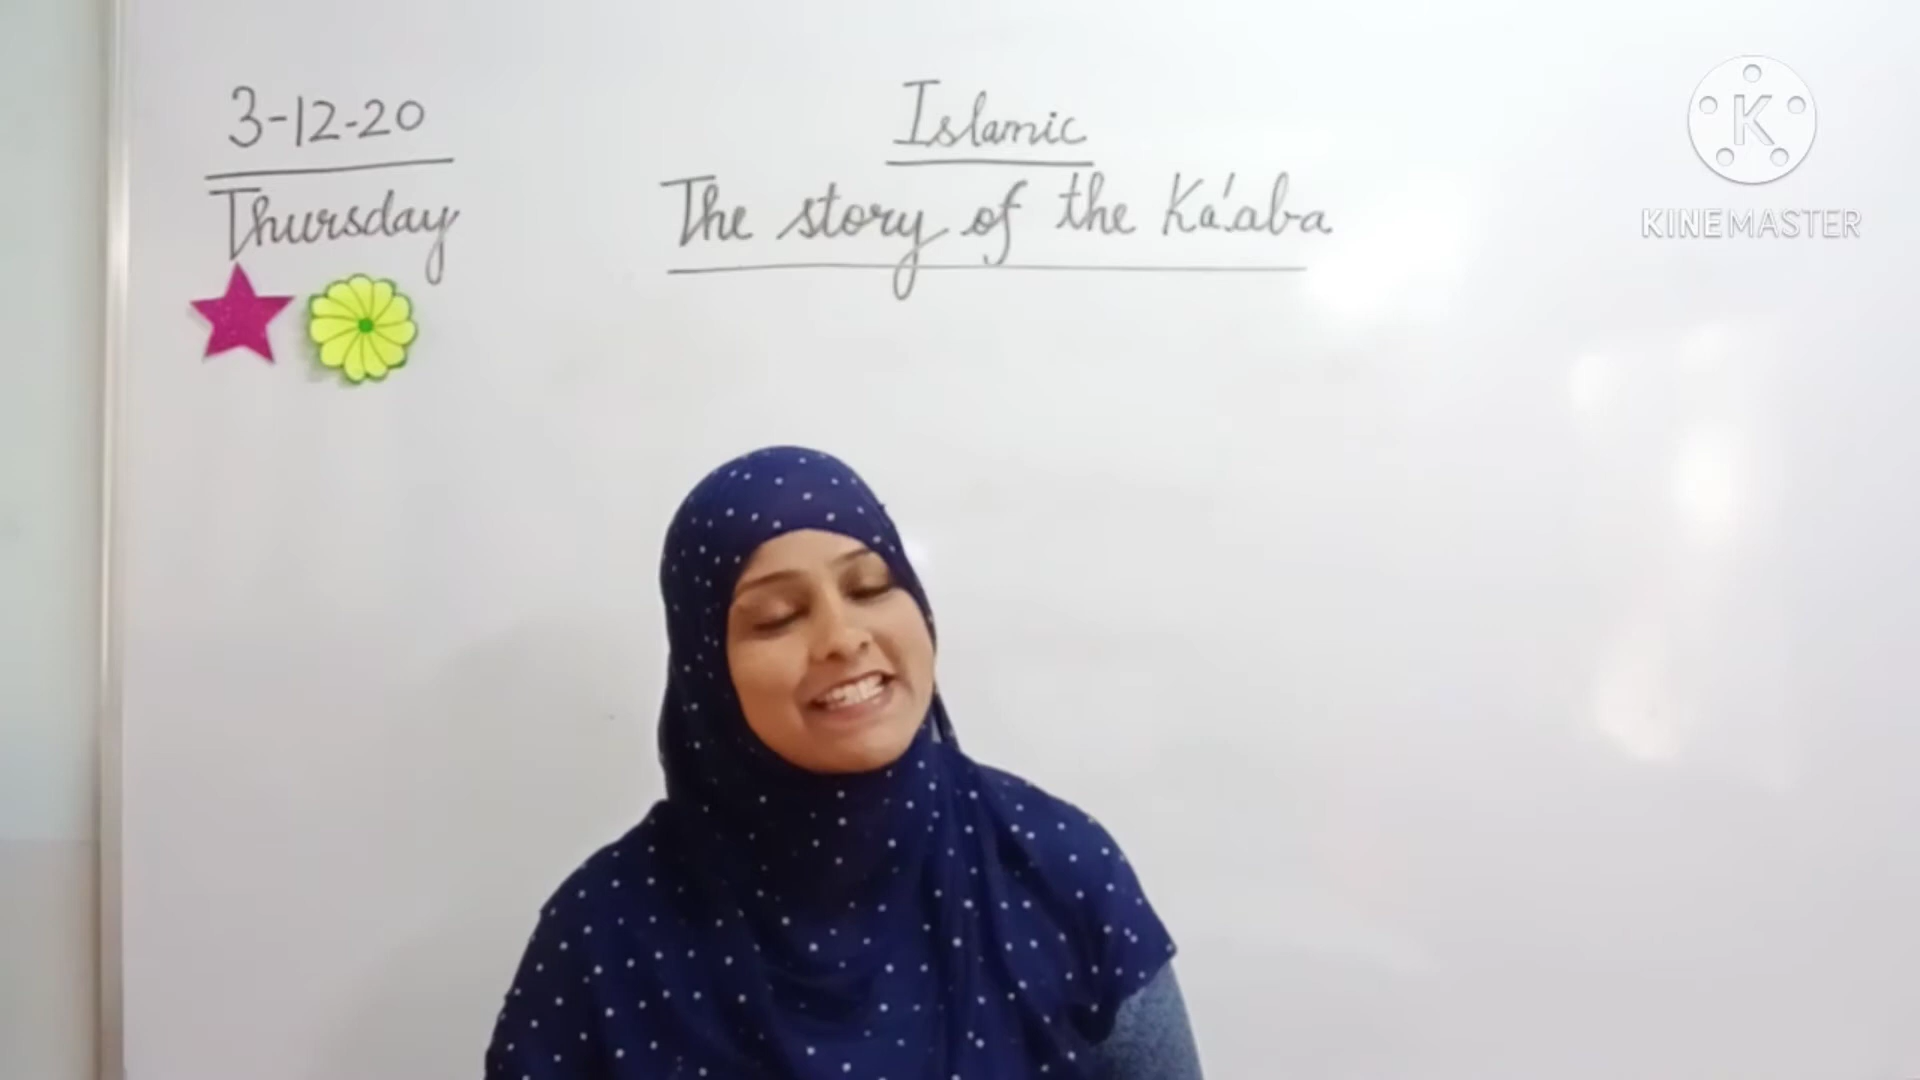 3-12-20
Thursday
Islamic
The story of the Ka'aba
K
KINEMASTER